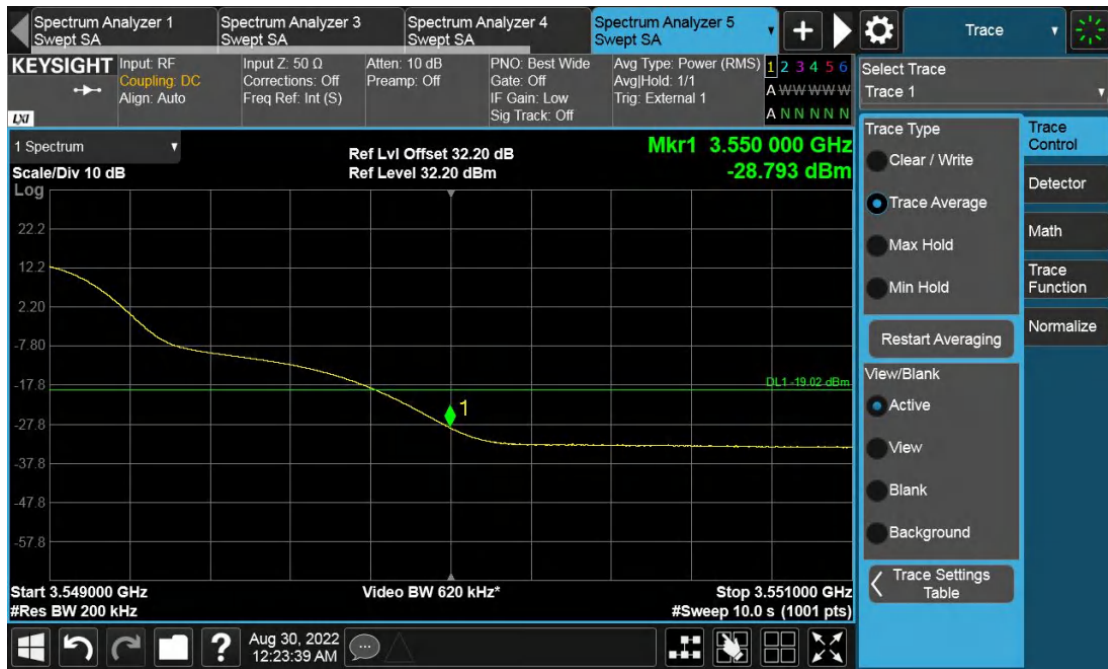 Spectrum Analyzer 1
Swept SA
Spectrum Analyzer 3
Swept SA
Spectrum Analyzer 4
Swept SA
Spectrum Analyzer 5
Swept SA
+
Trace
KEYSIGHT
LXI
Input: RF
Coupling: DC
Align: Auto
Input Z: 50 Ω
Corrections: Off
Freq Ref: Int (S)
Atten: 10 dB
Preamp: Off
PNO: Best Wide
Gate: Off
IF Gain: Low
Sig Track: Off
Avg Type: Power (RMS)
Avg|Hold: 1/1
Trig: External 1
1 2 3 4 5 6
A W W W W W
A N N N N N
Select Trace
Trace 1
1 Spectrum
Scale/Div 10 dB
Log
Ref Lvl Offset 32.20 dB
Ref Level 32.20 dBm
Mkr1 3.550 000 GHz
-28.793 dBm
22.2
12.2
2.20
-7.80
-17.8
-27.8
-37.8
-47.8
-57.8
DL1 -19.02 dBm
1
Start 3.549000 GHz
#Res BW 200 kHz
Video BW 620 kHz*
Stop 3.551000 GHz
#Sweep 10.0 s (1001 pts)
Trace Type
Clear / Write
Trace Average
Max Hold
Min Hold
Restart Averaging
View/Blank
Active
View
Blank
Background
Trace Settings
Table
Trace
Control
Detector
Math
Trace
Function
Normalize
?
Aug 30, 2022
12:23:39 AM